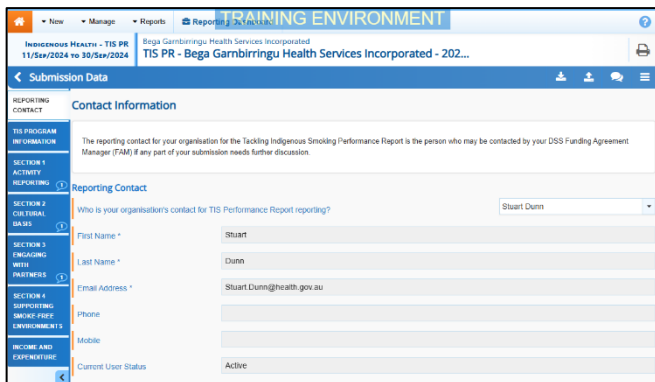 New
Manage
Reports
Reporting
TRAINING ENVIRONMENT
INDIGENOUS HEALTH - TIS PR
11/SEP/2024 TO 30/SEP/2024
Bega Garnbirringu Health Services Incorporated
TIS PR - Bega Garnbirringu Health Services Incorporated - 202...
Submission Data
REPORTING
CONTACT
TIS PROGRAM
INFORMATION
SECTION 1
ACTIVITY
REPORTING
SECTION 2
CULTURAL
BASIS
SECTION 3
ENGAGING
WITH
PARTNERS
SECTION 4
SUPPORTING
SMOKE-FREE
ENVIRONMENTS
INCOME AND
EXPENDITURE
Contact Information
The reporting contact for your organisation for the Tackling Indigenous Smoking Performance Report is the person who may be contacted by your DSS Funding Agreement
Manager (FAM) if any part of your submission needs further discussion.
Reporting Contact
Who is your organisation's contact for TIS Performance Report reporting?
Stuart Dunn
First Name *
Stuart
Last Name *
Dunn
Email Address *
Stuart.Dunn@health.gov.au
Phone
Mobile
Current User Status
Active